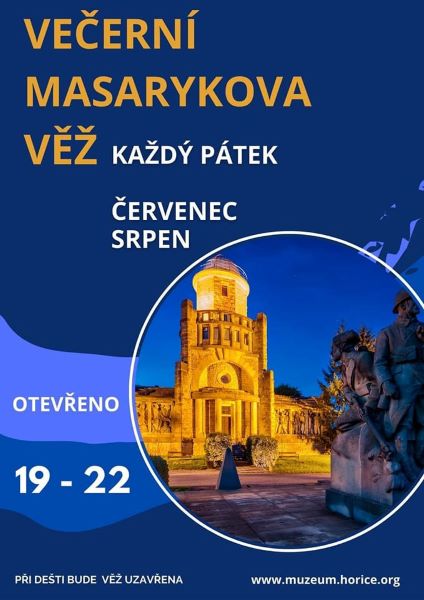 VEČERNÍ
MASARYKOVA
VĚŽ KAŽDÝ PÁTEK
ČERVENEC
SRPEN
OTEVŘENO
19 - 22
PŘI DEŠTI BUDE VĚŽ UZAVŘENA
www.muzeum.horice.org